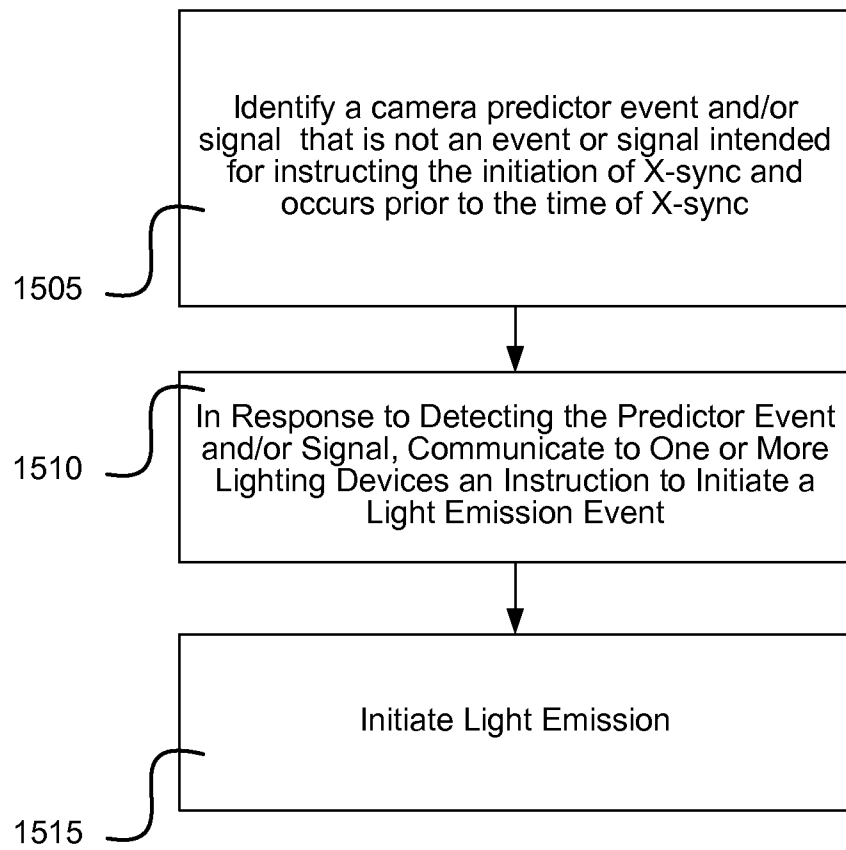 Identify a camera predictor event and/or
signal that is not an event or signal intended
for instructing the initiation of X-sync and
occurs prior to the time of X-sync
1505
In Response to Detecting the Predictor Event
and/or Signal, Communicate to One or More
Lighting Devices an Instruction to Initiate a
Light Emission Event
1510
Initiate Light Emission
1515